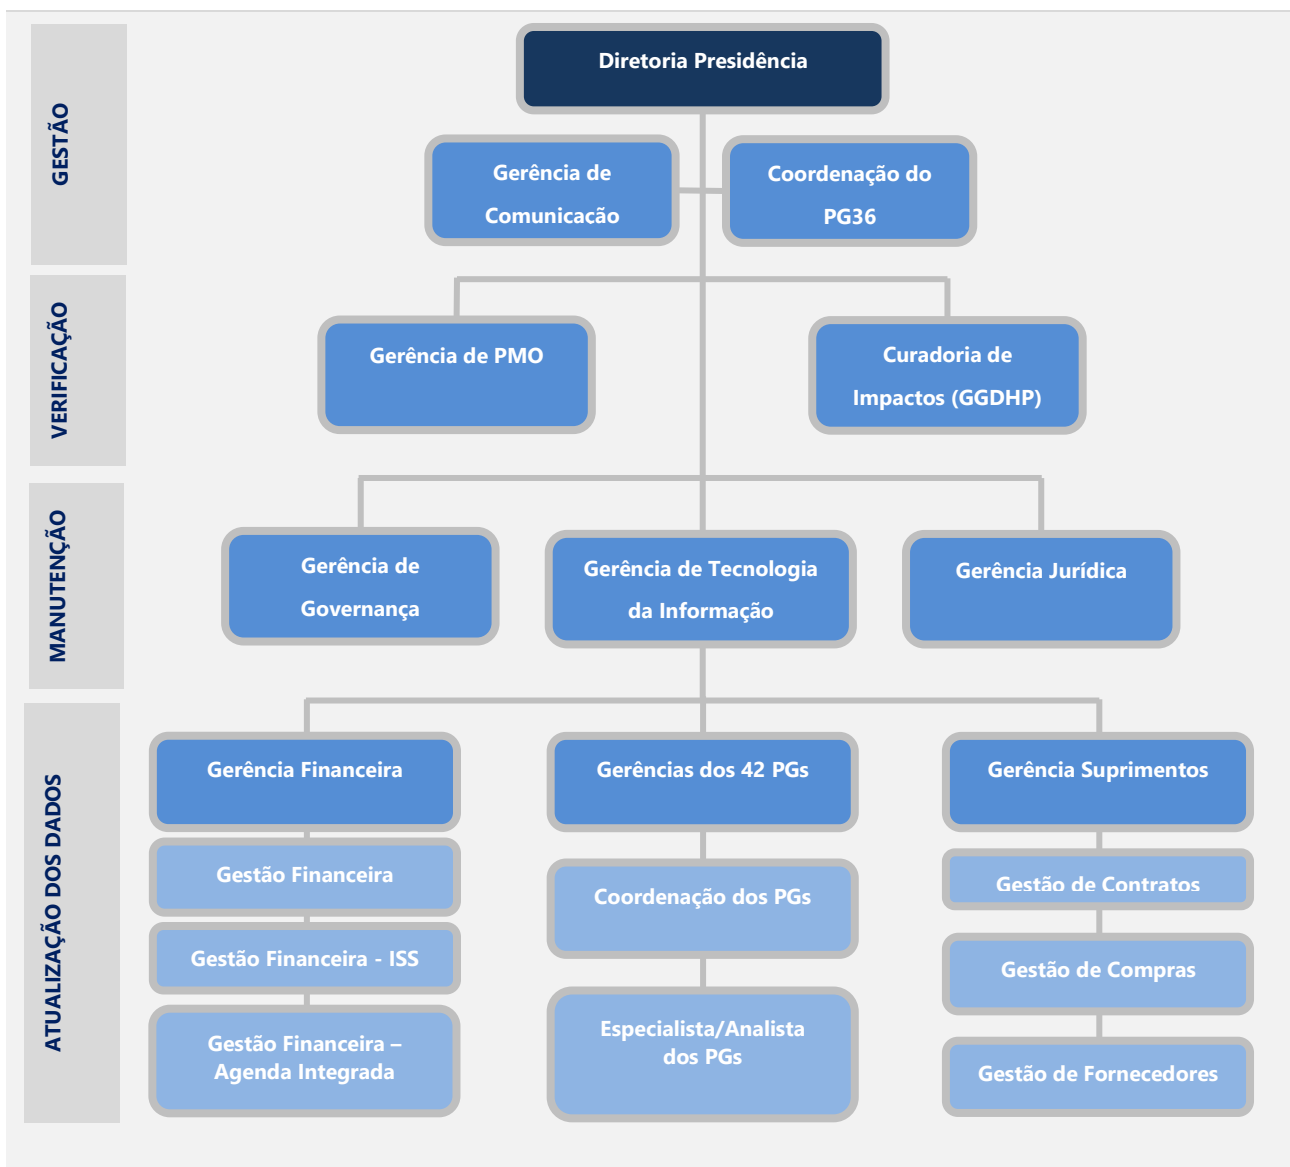 GESTÃO
Diretoria Presidência
Gerência de
Comunicação
Coordenação do
PG36
VERIFICAÇÃO
Gerência de PMO
Curadoria de
Impactos (GGDHP)
MANUTENÇÃO
Gerência de
Governança
Gerência de Tecnologia
da Informação
Gerência Jurídica
ATUALIZAÇÃO DOS DADOS
Gerência Financeira
Gestão Financeira
Gestão Financeira - ISS
Gestão Financeira –
Agenda Integrada
Gerências dos 42 PGs
Coordenação dos PGs
Especialista/Analista
dos PGs
Gerência Suprimentos
Gestão de Contratos
Gestão de Compras
Gestão de Fornecedores